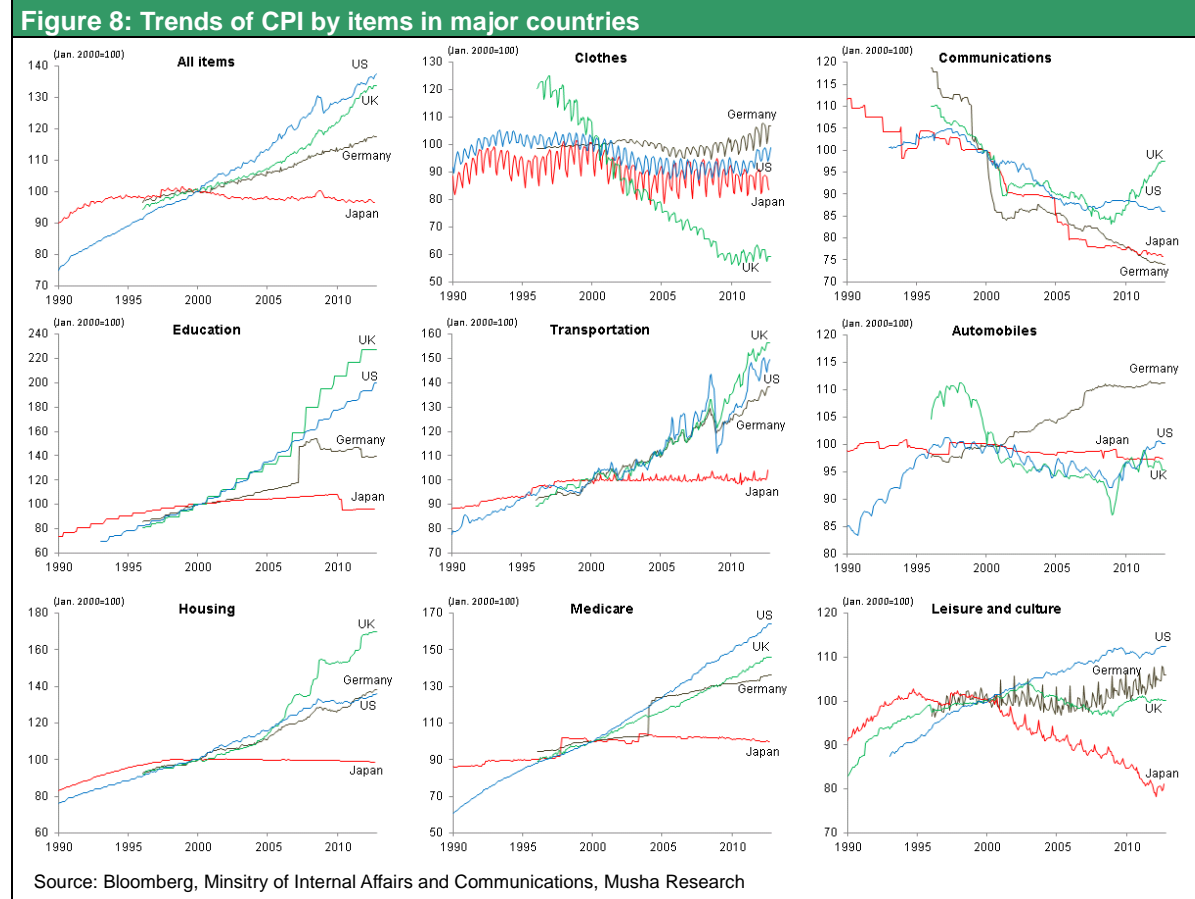 Figure 8: Trends of CPI by items in major countries
(Jan. 2000=100)
All items
140
130
120
110
100
90
80
70
1990 1995 2000 2005 2010
US
UK
Germany
Japan
(Jan. 2000=100)
Clothes
130
120
110
100
90
80
70
60
50
1990 1995 2000 2005 2010
Germany
US
Japan
UK
(Jan. 2000=100)
Communications
120
115
110
105
100
95
90
85
80
75
70
1990 1995 2000 2005 2010
UK
US
Japan
Germany
(Jan. 2000=100)
Education
240
220
200
180
160
140
120
100
80
60
1990 1995 2000 2005 2010
UK
US
Germany
Japan
(Jan. 2000=100)
Transportation
160
150
140
130
120
110
100
90
80
70
1990 1995 2000 2005 2010
UK
US
Germany
Japan
(Jan. 2000=100)
Automobiles
120
115
110
105
100
95
90
85
80
1990 1995 2000 2005 2010
Germany
US
Japan
UK
(Jan. 2000=100)
Housing
180
160
140
120
100
80
60
1990 1995 2000 2005 2010
UK
Germany
US
Japan
(Jan. 2000=100)
Medicare
170
150
130
110
90
70
50
1990 1995 2000 2005 2010
US
UK
Germany
Japan
(Jan. 2000=100)
Leisure and culture
120
110
100
90
80
70
1990 1995 2000 2005 2010
US
Germany
UK
Japan
Source: Bloomberg, Minsitry of Internal Affairs and Communications, Musha Research